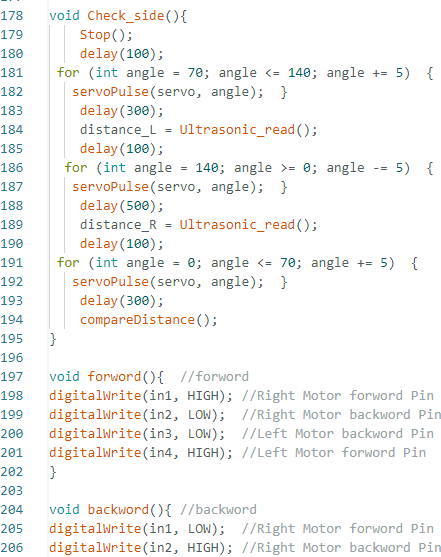 178 void Check_side(){
179 Stop();
180 delay(100);
181 for (int angle = 70; angle <= 140; angle += 5) {
182 servoPulse(servo, angle); }
183 delay(300);
184 distance_L = Ultrasonic_read();
185 delay(100);
186 for (int angle = 140; angle >= 0; angle -= 5) {
187 servoPulse(servo, angle); }
188 delay(500);
189 distance_R = Ultrasonic_read();
190 delay(100);
191 for (int angle = 0; angle <= 70; angle += 5) {
192 servoPulse(servo, angle); }
193 delay(300);
194 compareDistance();
195 }
196
197 void forword(){ //forword
198 digitalWrite(in1, HIGH); //Right Motor forword Pin
199 digitalWrite(in2, LOW); //Right Motor backword Pin
200 digitalWrite(in3, LOW); //Left Motor backword Pin
201 digitalWrite(in4, HIGH); //Left Motor forword Pin
202 }
203
204 void backword(){ //backword
205 digitalWrite(in1, LOW); //Right Motor forword Pin
206 digitalWrite(in2, HIGH); //Right Motor backword Pin